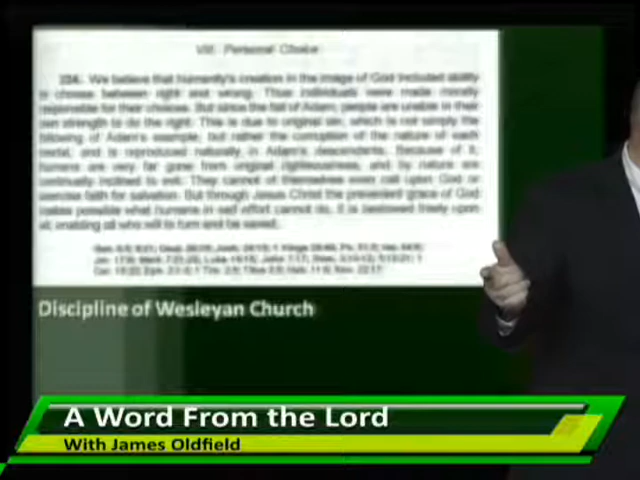 VIII. Personal Choice
We believe that humanity's creation in the image of God included ability
to choose between right and wrong. Thus individuals were made morally
responsible for their choices. But since the fall of Adam, people are unable in their
own strength to do the right. This is due to original sin, which is not simply the
following of Adam's example, but rather the corruption of the nature of each
mortal, and is reproduced naturally in Adam's descendants. Because of it,
humans are very far gone from original righteousness, and by nature are
continually inclined to evil. They cannot of themselves even call upon God or
exercise faith for salvation. But through Jesus Christ the prevenient grace of God
makes possible what humans in self effort cannot do. It is bestowed freely upon
all, enabling all who will to turn and be saved.
Discipline of Wesleyan Church
A Word From the Lord
With James Oldfield